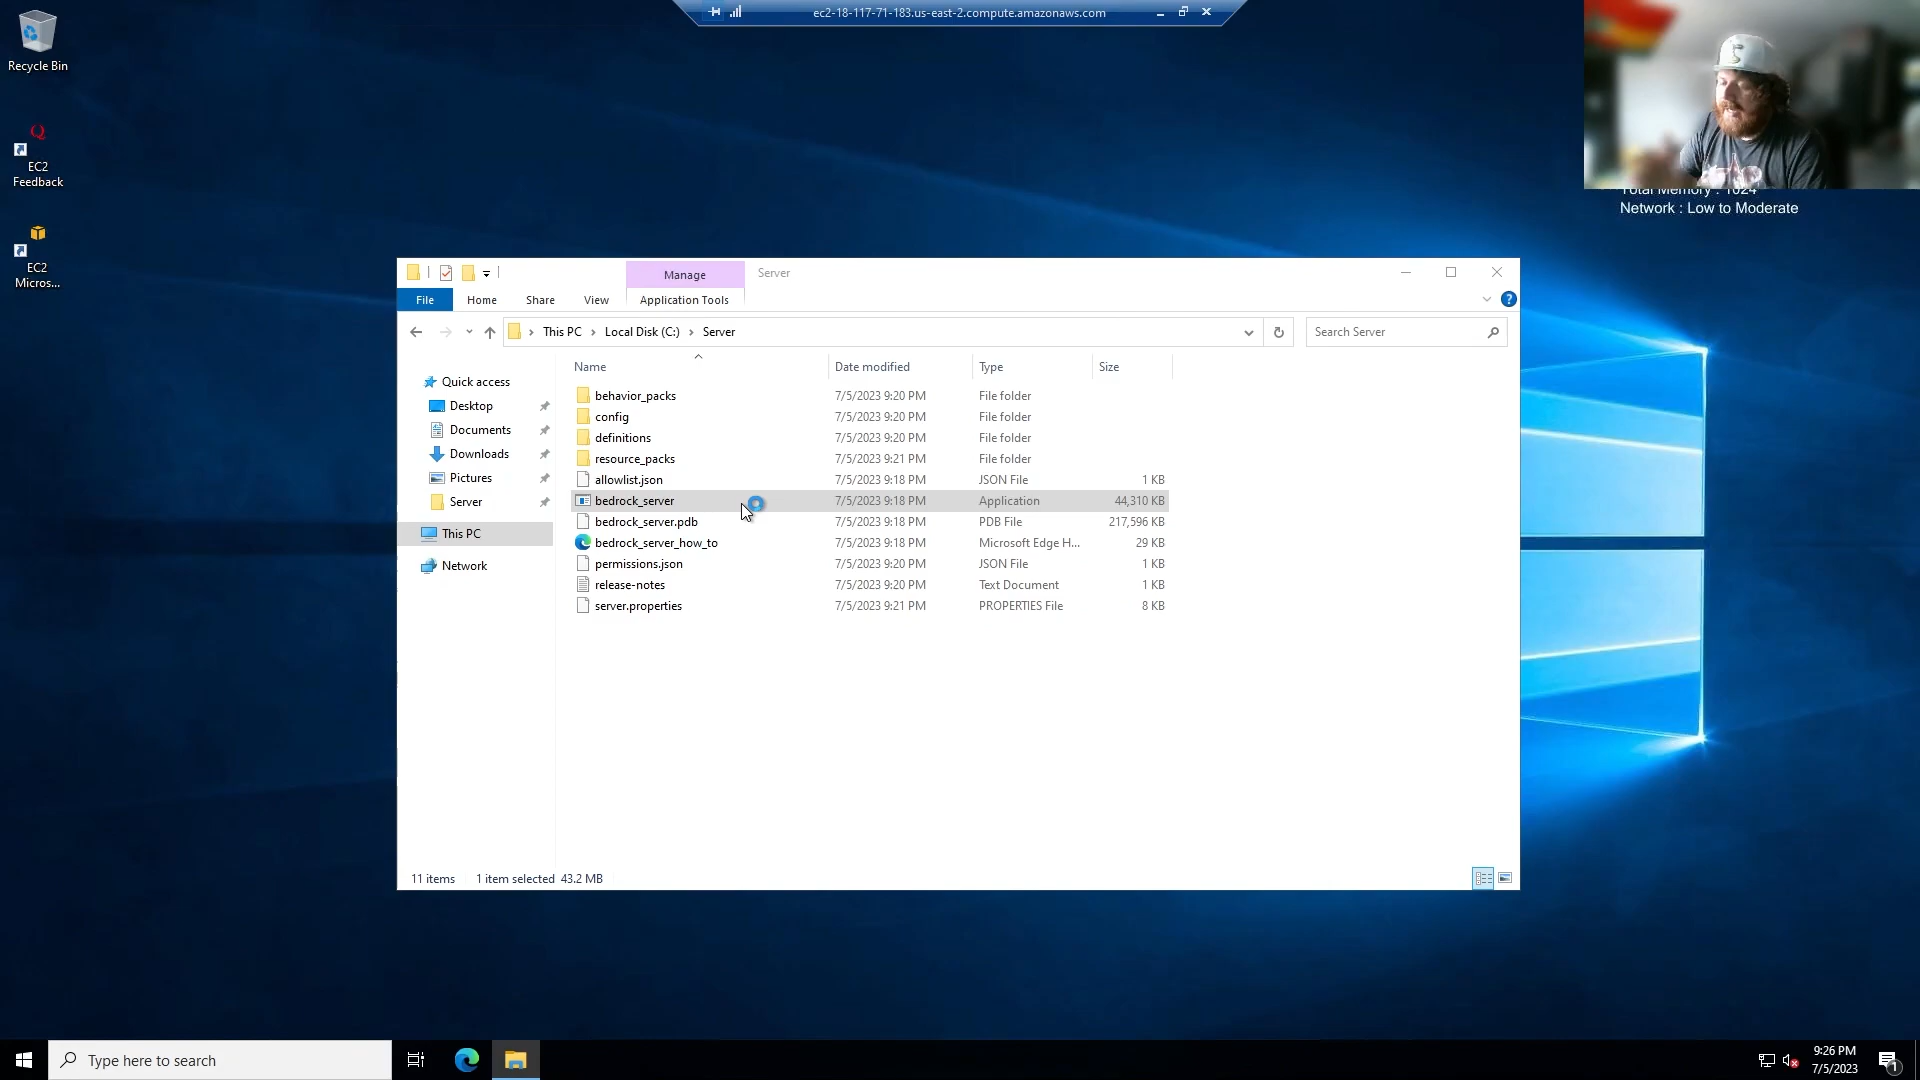 ec2-18-117-71-183.us-east-2.compute.amazonaws.com
Recycle Bin
EC2
Feedback
EC2
Micros...
Total Memory : 1024
Network : Low to Moderate
Manage
Server
File
Home
Share
View
Application Tools
This PC
Local Disk (C:)
Server
Search Server
Name
Date modified
Type
Size
Quick access
Desktop
Documents
Downloads
Pictures
Server
This PC
Network
behavior_packs 7/5/2023 9:20 PM File folder
config 7/5/2023 9:20 PM File folder
definitions 7/5/2023 9:20 PM File folder
resource_packs 7/5/2023 9:21 PM File folder
allowlist.json 7/5/2023 9:18 PM JSON File 1 KB
bedrock_server 7/5/2023 9:18 PM Application 44,310 KB
bedrock_server.pdb 7/5/2023 9:18 PM PDB File 217,596 KB
bedrock_server_how_to 7/5/2023 9:18 PM Microsoft Edge H... 29 KB
permissions.json 7/5/2023 9:20 PM JSON File 1 KB
release-notes 7/5/2023 9:20 PM Text Document 1 KB
server.properties 7/5/2023 9:21 PM PROPERTIES File 8 KB
11 items
1 item selected 43.2 MB
Type here to search
9:26 PM
7/5/2023
1